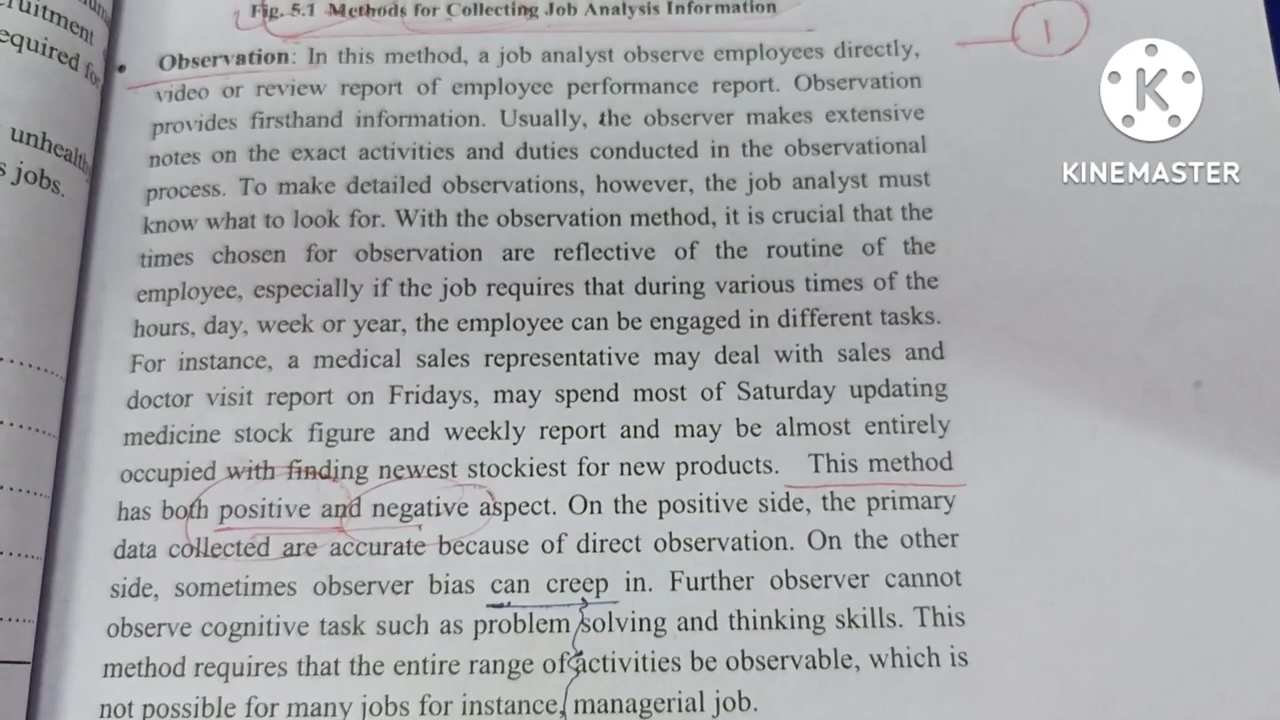 ruitment
equired for
unhealth
s jobs.
Fig. 5.1 Methods for Collecting Job Analysis Information
1
• Observation: In this method, a job analyst observe employees directly,
video or review report of employee performance report. Observation
provides firsthand information. Usually, the observer makes extensive
notes on the exact activities and duties conducted in the observational
process. To make detailed observations, however, the job analyst must
know what to look for. With the observation method, it is crucial that the
times chosen for observation are reflective of the routine of the
employee, especially if the job requires that during various times of the
hours, day, week or year, the employee can be engaged in different tasks.
For instance, a medical sales representative may deal with sales and
doctor visit report on Fridays, may spend most of Saturday updating
medicine stock figure and weekly report and may be almost entirely
occupied with finding newest stockiest for new products. This method
has both positive and negative aspect. On the positive side, the primary
data collected are accurate because of direct observation. On the other
side, sometimes observer bias can creep in. Further observer cannot
observe cognitive task such as problem solving and thinking skills. This
method requires that the entire range of activities be observable, which is
not possible for many jobs for instance, managerial job.
K
KINEMASTER